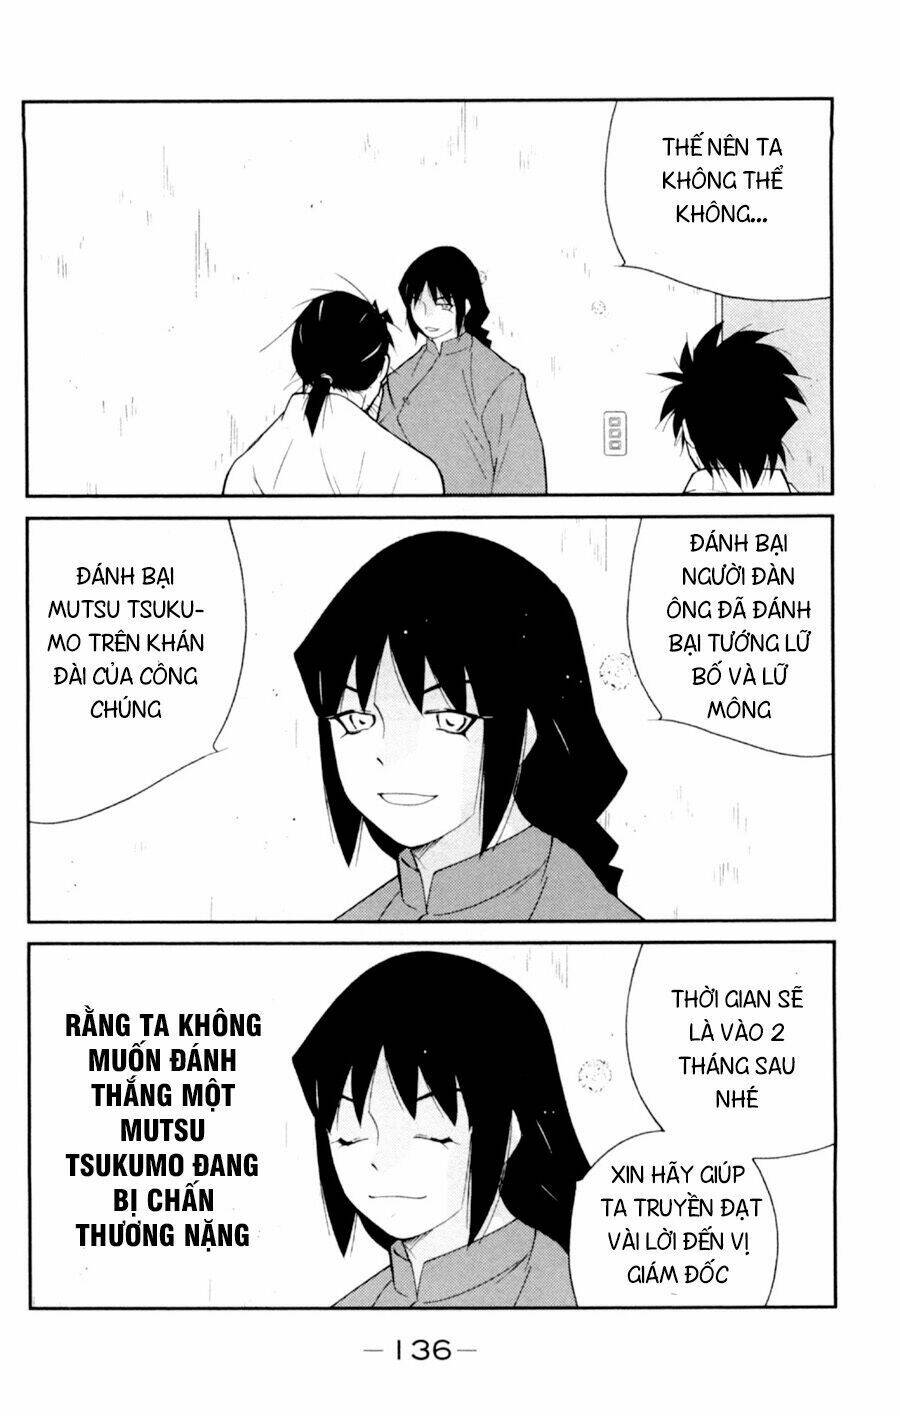 THẾ NÊN TA
KHÔNG THỂ
KHÔNG...
ĐÁNH BẠI
NGƯỜI ĐÀN
ÔNG ĐÃ ĐÁNH
BẠI TƯỚNG LỮ
BỐ VÀ LỮ
MÔNG
ĐÁNH BẠI
MUTSU TSUKU-
MO TRÊN KHÁN
ĐÀI CỦA CÔNG
CHÚNG
THỜI GIAN SẼ
LÀ VÀO 2
THÁNG SAU
NHÉ
XIN HÃY GIÚP
TA TRUYỀN ĐẠT
VÀI LỜI ĐẾN VỊ
GIÁM ĐỐC
RẰNG TA KHÔNG
MUỐN ĐÁNH
THẮNG MỘT
MUTSU
TSUKUMO ĐANG
BỊ CHẤN
THƯƠNG NẶNG
— 136 —